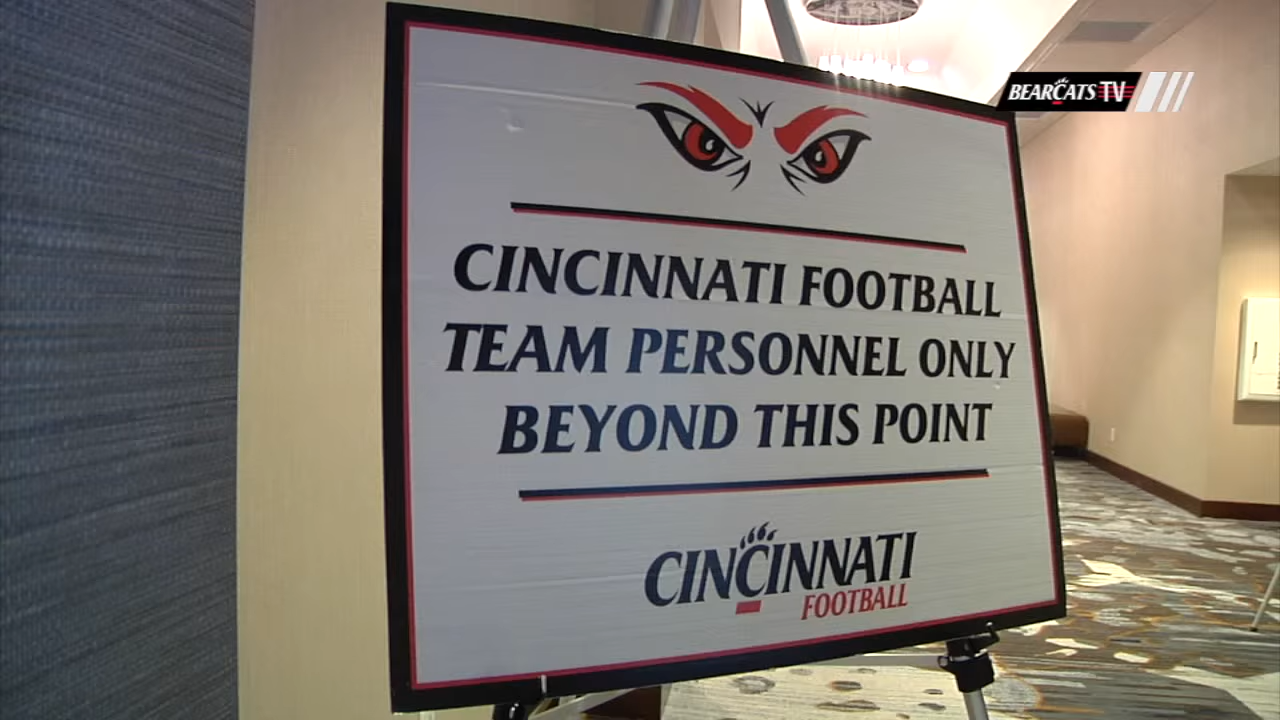 BEARCATS TV
CINCINNATI FOOTBALL
TEAM PERSONNEL ONLY
BEYOND THIS POINT
CINCINNATI
FOOTBALL